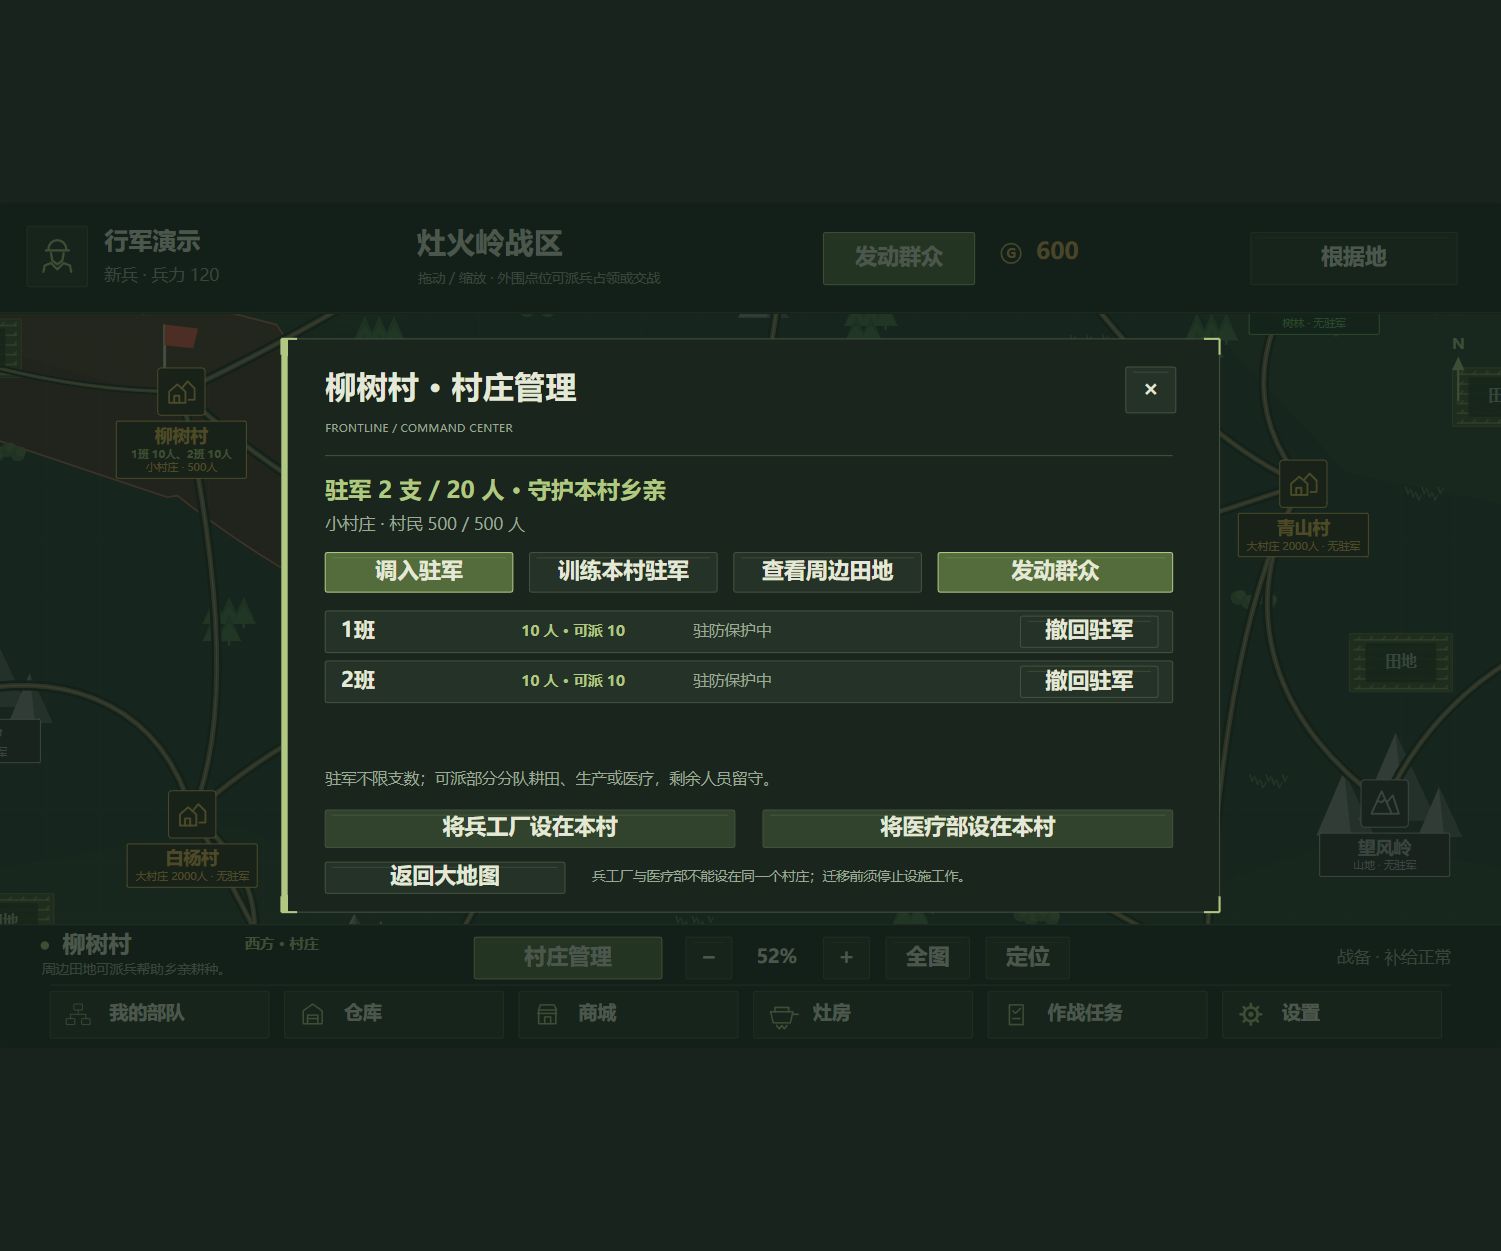 行军演示
新兵 · 兵力 120
灶火岭战区
拖动 / 缩放 · 外围点位可派兵占领或交战
发动群众
G 600
根据地
树林 · 无驻军
N
田
柳树村
1班 10人、2班 10人
小村庄 · 500人
青山村
大村庄 2000人 · 无驻军
田地
望风岭
山地 · 无驻军
白杨村
大村庄 2000人 · 无驻军
柳树村 • 村庄管理
×
FRONTLINE / COMMAND CENTER
驻军 2 支 / 20 人 • 守护本村乡亲
小村庄 · 村民 500 / 500 人
调入驻军
训练本村驻军
查看周边田地
发动群众
1班 10 人 • 可派 10 驻防保护中 撤回驻军
2班 10 人 • 可派 10 驻防保护中 撤回驻军
驻军不限支数；可派部分分队耕田、生产或医疗，剩余人员留守。
将兵工厂设在本村
将医疗部设在本村
返回大地图
兵工厂与医疗部不能设在同一个村庄；迁移前须停止设施工作。
柳树村
西方 • 村庄
周边田地可派兵帮助乡亲耕种。
村庄管理
−
52%
+
全图
定位
战备 · 补给正常
我的部队
仓库
商城
灶房
作战任务
设置